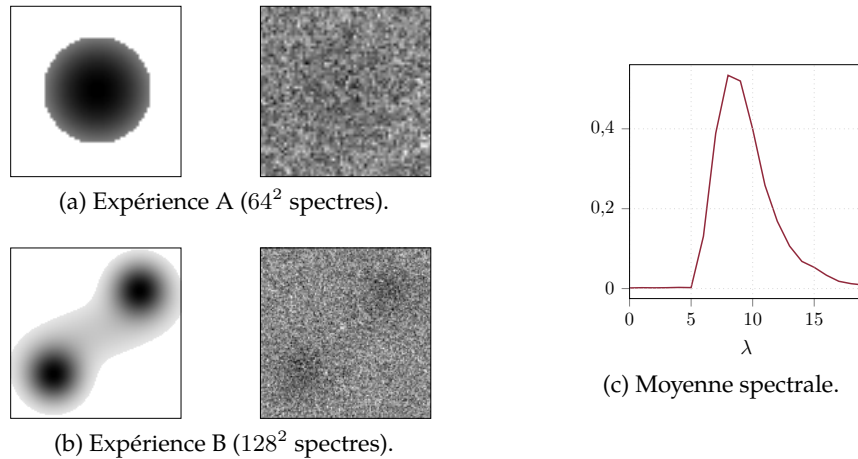 (a) Expérience A (64² spectres).
(b) Expérience B (128² spectres).
0,4
0,2
0
0 5 10 15
λ
(c) Moyenne spectrale.